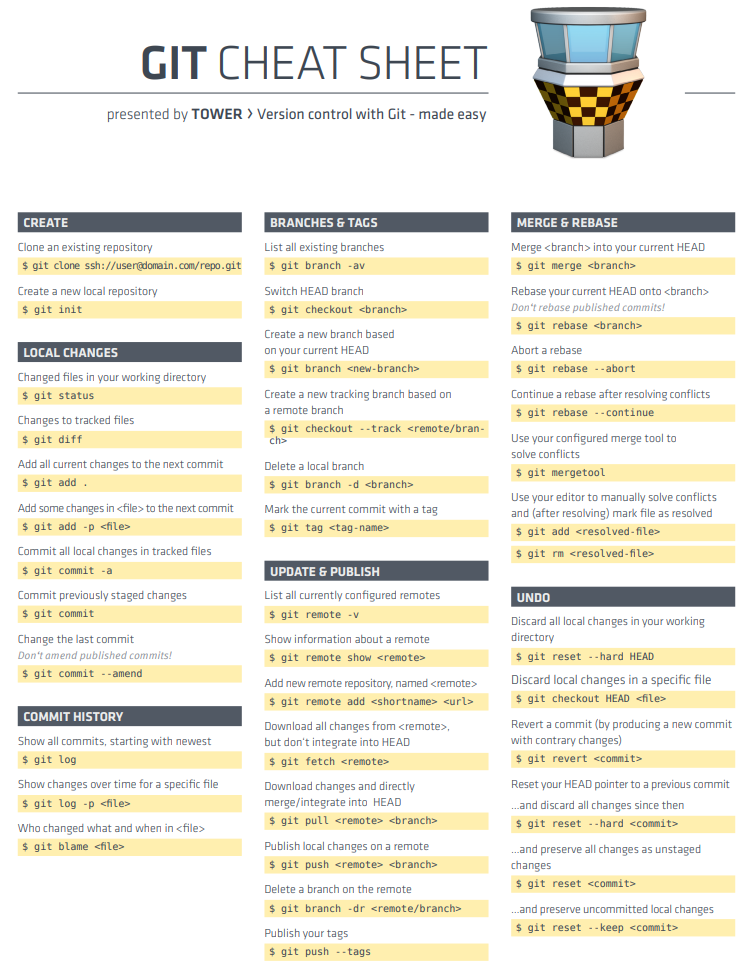 GIT CHEAT SHEET
presented by TOWER › Version control with Git - made easy
CREATE
Clone an existing repository
$ git clone ssh://user@domain.com/repo.git
Create a new local repository
$ git init
LOCAL CHANGES
Changed files in your working directory
$ git status
Changes to tracked files
$ git diff
Add all current changes to the next commit
$ git add .
Add some changes in <file> to the next commit
$ git add -p <file>
Commit all local changes in tracked files
$ git commit -a
Commit previously staged changes
$ git commit
Change the last commit
Don't amend published commits!
$ git commit --amend
COMMIT HISTORY
Show all commits, starting with newest
$ git log
Show changes over time for a specific file
$ git log -p <file>
Who changed what and when in <file>
$ git blame <file>
BRANCHES & TAGS
List all existing branches
$ git branch -av
Switch HEAD branch
$ git checkout <branch>
Create a new branch based
on your current HEAD
$ git branch <new-branch>
Create a new tracking branch based on
a remote branch
$ git checkout --track <remote/bran-
ch>
Delete a local branch
$ git branch -d <branch>
Mark the current commit with a tag
$ git tag <tag-name>
UPDATE & PUBLISH
List all currently configured remotes
$ git remote -v
Show information about a remote
$ git remote show <remote>
Add new remote repository, named <remote>
$ git remote add <shortname> <url>
Download all changes from <remote>,
but don't integrate into HEAD
$ git fetch <remote>
Download changes and directly
merge/integrate into HEAD
$ git pull <remote> <branch>
Publish local changes on a remote
$ git push <remote> <branch>
Delete a branch on the remote
$ git branch -dr <remote/branch>
Publish your tags
$ git push --tags
MERGE & REBASE
Merge <branch> into your current HEAD
$ git merge <branch>
Rebase your current HEAD onto <branch>
Don't rebase published commits!
$ git rebase <branch>
Abort a rebase
$ git rebase --abort
Continue a rebase after resolving conflicts
$ git rebase --continue
Use your configured merge tool to
solve conflicts
$ git mergetool
Use your editor to manually solve conflicts
and (after resolving) mark file as resolved
$ git add <resolved-file>
$ git rm <resolved-file>
UNDO
Discard all local changes in your working
directory
$ git reset --hard HEAD
Discard local changes in a specific file
$ git checkout HEAD <file>
Revert a commit (by producing a new commit
with contrary changes)
$ git revert <commit>
Reset your HEAD pointer to a previous commit
...and discard all changes since then
$ git reset --hard <commit>
...and preserve all changes as unstaged
changes
$ git reset <commit>
...and preserve uncommitted local changes
$ git reset --keep <commit>